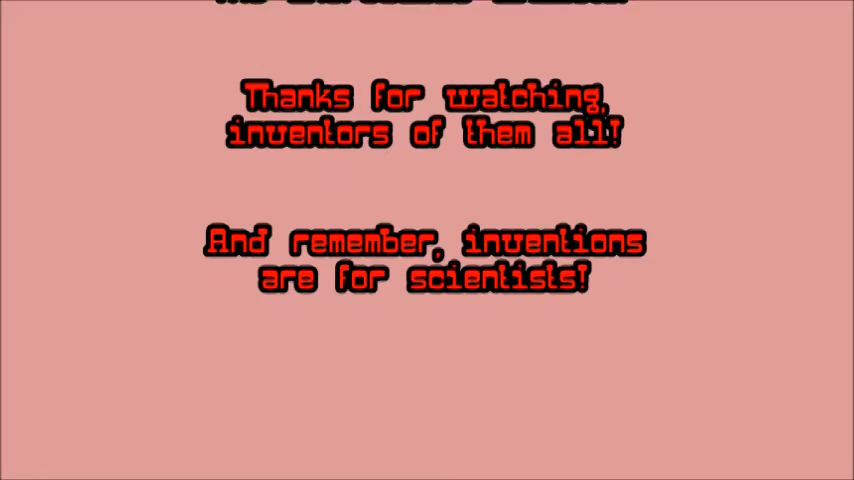 Thanks for watching,
inventors of them all!
And remember, inventions
are for scientists!